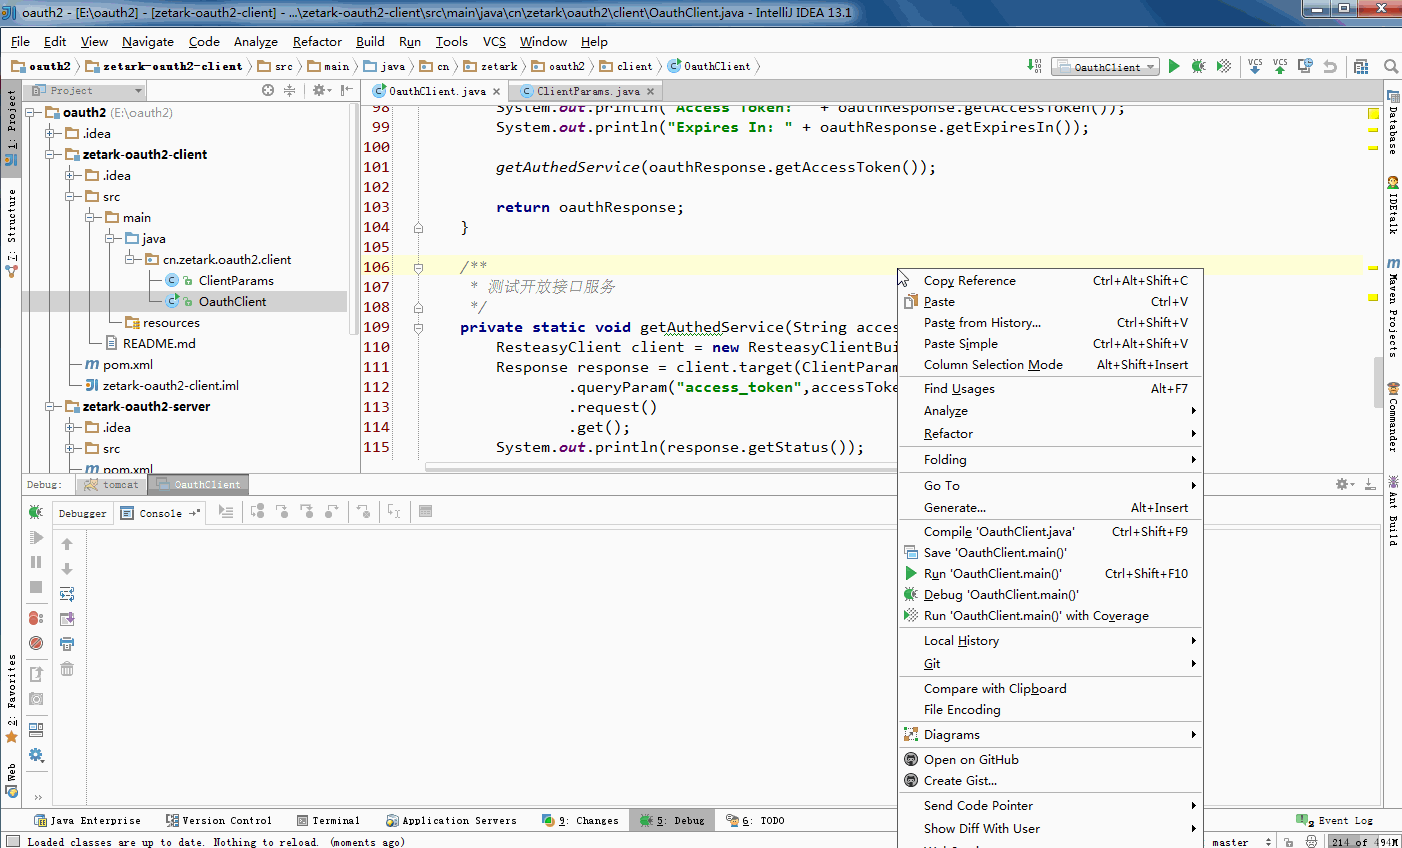 oauth2 - [E:\oauth2] - [zetark-oauth2-client] - ...\zetark-oauth2-client\src\main\java\cn\zetark\oauth2\client\OauthClient.java - IntelliJ IDEA 13.1
File Edit View Navigate Code Analyze Refactor Build Run Tools VCS Window Help
oauth2 zetark-oauth2-client src main java cn zetark oauth2 client OauthClient
OauthClient
VCS VCS
1: Project
7: Structure
2: Favorites
Web
Project
oauth2 (E:\oauth2)
.idea
zetark-oauth2-client
.idea
src
main
java
cn.zetark.oauth2.client
ClientParams
OauthClient
resources
README.md
pom.xml
zetark-oauth2-client.iml
zetark-oauth2-server
.idea
src
pom.xml
OauthClient.java ClientParams.java
98 System.out.println("Access Token: " + oauthResponse.getAccessToken());
99 System.out.println("Expires In: " + oauthResponse.getExpiresIn());
100
101 getAuthedService(oauthResponse.getAccessToken());
102
103 return oauthResponse;
104 }
105
106 /**
107 * 测试开放接口服务
108 */
109 private static void getAuthedService(String acces
110 ResteasyClient client = new ResteasyClientBui
111 Response response = client.target(ClientParam
112 .queryParam("access_token",accessToke
113 .request()
114 .get();
115 System.out.println(response.getStatus());
Copy Reference Ctrl+Alt+Shift+C
Paste Ctrl+V
Paste from History... Ctrl+Shift+V
Paste Simple Ctrl+Alt+Shift+V
Column Selection Mode Alt+Shift+Insert
Find Usages Alt+F7
Analyze
Refactor
Folding
Go To
Generate... Alt+Insert
Compile 'OauthClient.java' Ctrl+Shift+F9
Save 'OauthClient.main()'
Run 'OauthClient.main()' Ctrl+Shift+F10
Debug 'OauthClient.main()'
Run 'OauthClient.main()' with Coverage
Local History
Git
Compare with Clipboard
File Encoding
Diagrams
Open on GitHub
Create Gist...
Send Code Pointer
Show Diff With User
Database
IDEtalk
Maven Projects
Commander
Ant Build
Debug: tomcat OauthClient
Debugger Console
Java Enterprise Version Control Terminal Application Servers 9: Changes 5: Debug 6: TODO
2 Event Log
Loaded classes are up to date. Nothing to reload. (moments ago)
master 214 of 494M